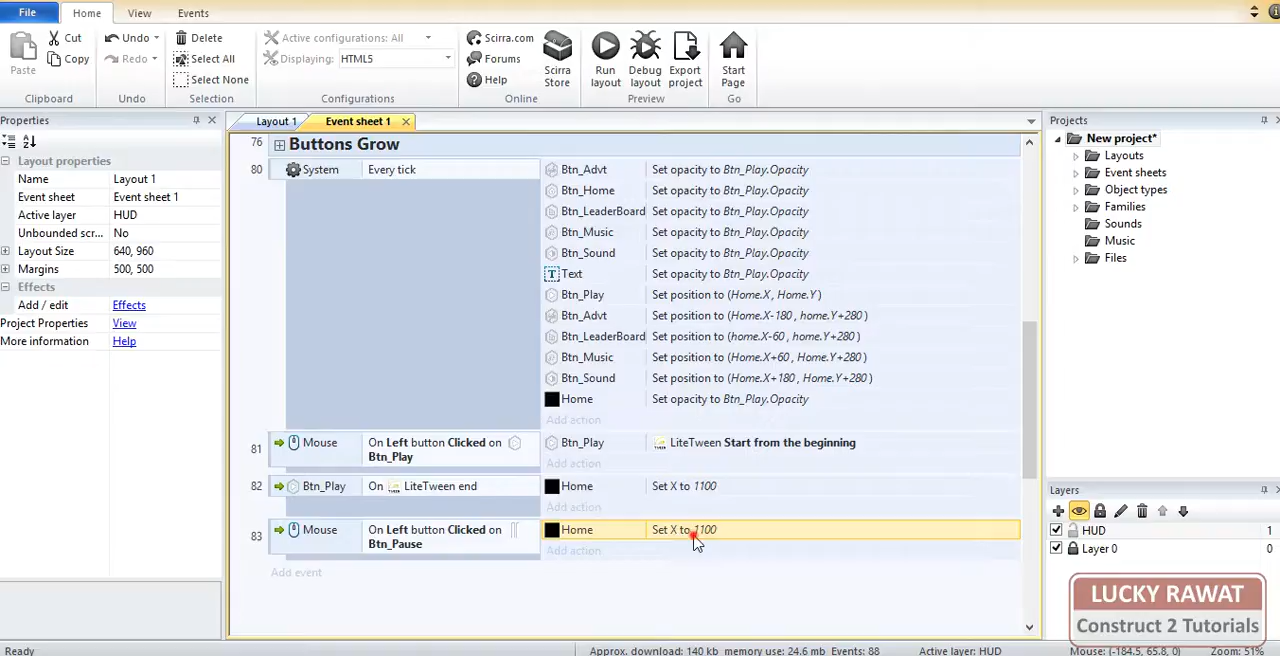 File
Home
View
Events
Paste
Cut
Copy
Clipboard
Undo
Redo
Undo
Delete
Select All
Select None
Selection
Active configurations: All
Displaying: HTML5
Configurations
Scirra.com
Forums
Help
Scirra Store
Online
Run layout
Debug layout
Export project
Preview
Start Page
Go
Properties
Layout properties
Name Layout 1
Event sheet Event sheet 1
Active layer HUD
Unbounded scr... No
Layout Size 640, 960
Margins 500, 500
Effects
Add / edit Effects
Project Properties View
More information Help
Layout 1
Event sheet 1
76 Buttons Grow
80 System Every tick
Btn_Advt Set opacity to Btn_Play.Opacity
Btn_Home Set opacity to Btn_Play.Opacity
Btn_LeaderBoard Set opacity to Btn_Play.Opacity
Btn_Music Set opacity to Btn_Play.Opacity
Btn_Sound Set opacity to Btn_Play.Opacity
T Text Set opacity to Btn_Play.Opacity
Btn_Play Set position to (Home.X , Home.Y )
Btn_Advt Set position to (Home.X-180 , home.Y+280 )
Btn_LeaderBoard Set position to (home.X-60 , home.Y+280 )
Btn_Music Set position to (Home.X+60 , Home.Y+280 )
Btn_Sound Set position to (Home.X+180 , Home.Y+280 )
Home Set opacity to Btn_Play.Opacity
Add action
81 Mouse On Left button Clicked on Btn_Play
Btn_Play LiteTween Start from the beginning
Add action
82 Btn_Play On LiteTween end
Home Set X to 1100
Add action
83 Mouse On Left button Clicked on Btn_Pause
Home Set X to 1100
Add action
Add event
Projects
New project*
Layouts
Event sheets
Object types
Families
Sounds
Music
Files
Layers
HUD 1
Layer 0 0
LUCKY RAWAT
Construct 2 Tutorials
Ready
Approx. download: 140 kb memory use: 24.6 mb Events: 88
Active layer: HUD
Mouse: (-184.5, 65.8, 0)
Zoom: 51%